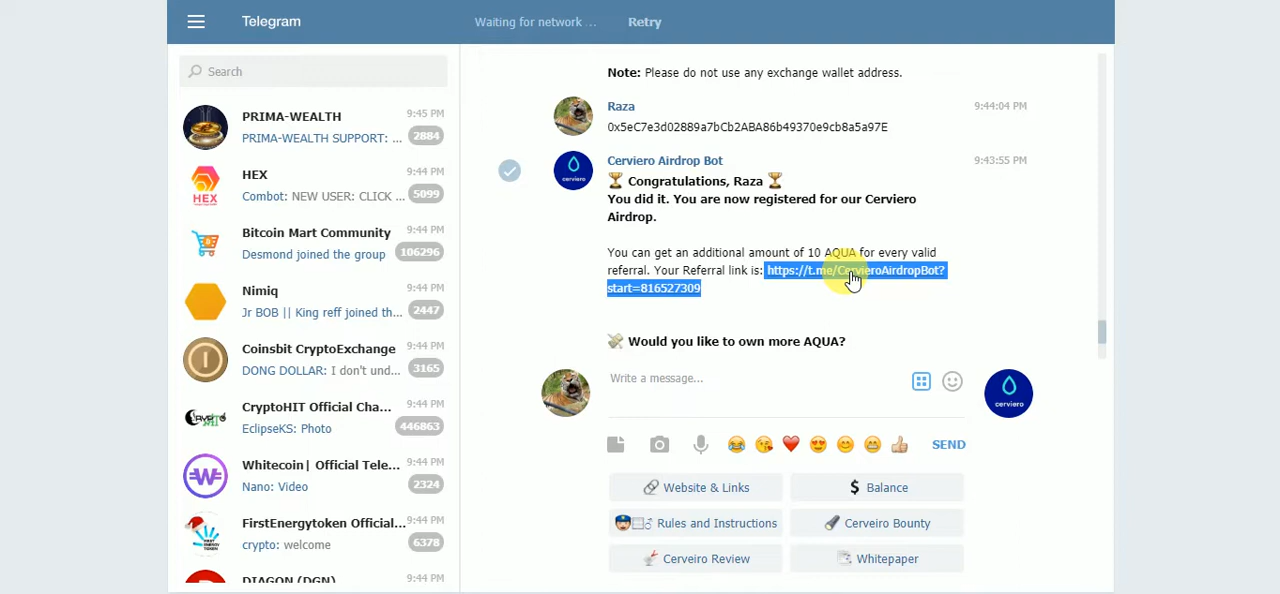 Telegram
Waiting for network ...
Retry
Search
PRIMA-WEALTH 9:45 PM
PRIMA-WEALTH SUPPORT: ... 2884
HEX 9:44 PM
Combot: NEW USER: CLICK ... 5099
HEX
Bitcoin Mart Community 9:44 PM
Desmond joined the group 106296
Nimiq 9:44 PM
Jr BOB || King reff joined th... 2447
Coinsbit CryptoExchange 9:44 PM
DONG DOLLAR: I don't und... 3165
CryptoHIT Official Cha... 9:44 PM
EclipseKS: Photo 446863
Whitecoin| Official Tele... 9:44 PM
Nano: Video 2324
FirstEnergytoken Official... 9:44 PM
crypto: welcome 6378
DIAGON (DGN) 9:44 PM
Note: Please do not use any exchange wallet address.
Raza 9:44:04 PM
0x5eC7e3d02889a7bCb2ABA86b49370e9cb8a5a97E
Cerviero Airdrop Bot 9:43:55 PM
cerviero
Congratulations, Raza
You did it. You are now registered for our Cerviero
Airdrop.
You can get an additional amount of 10 AQUA for every valid
referral. Your Referral link is: https://t.me/CervieroAirdropBot?
start=816527309
Would you like to own more AQUA?
Write a message...
cerviero
SEND
Website & Links
Balance
Rules and Instructions
Cerveiro Bounty
Cerveiro Review
Whitepaper